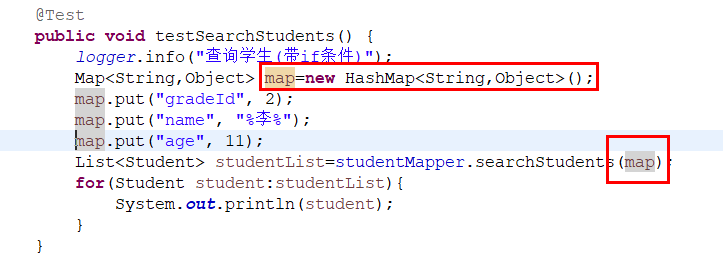 @Test
public void testSearchStudents() {
logger.info("查询学生(带if条件)");
Map<String,Object> map=new HashMap<String,Object>();
map.put("gradeId", 2);
map.put("name", "%李%");
map.put("age", 11);
List<Student> studentList=studentMapper.searchStudents(map);
for(Student student:studentList){
System.out.println(student);
}
}